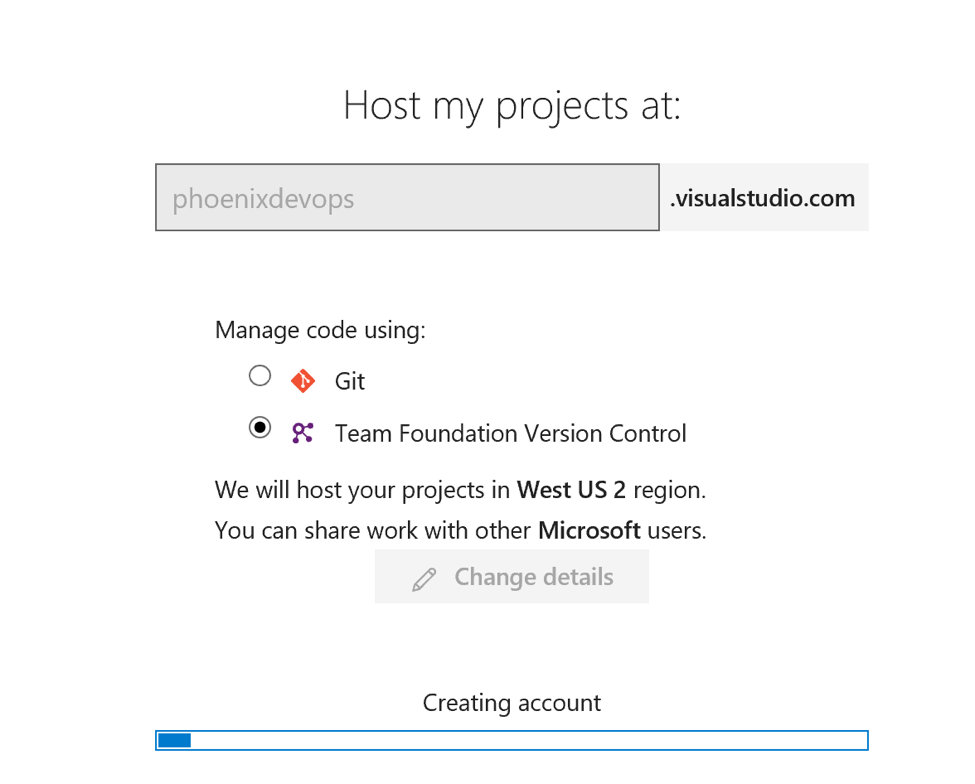 Host my projects at:
phoenixdevops .visualstudio.com
Manage code using:
Git
Team Foundation Version Control
We will host your projects in West US 2 region.
You can share work with other Microsoft users.
Change details
Creating account